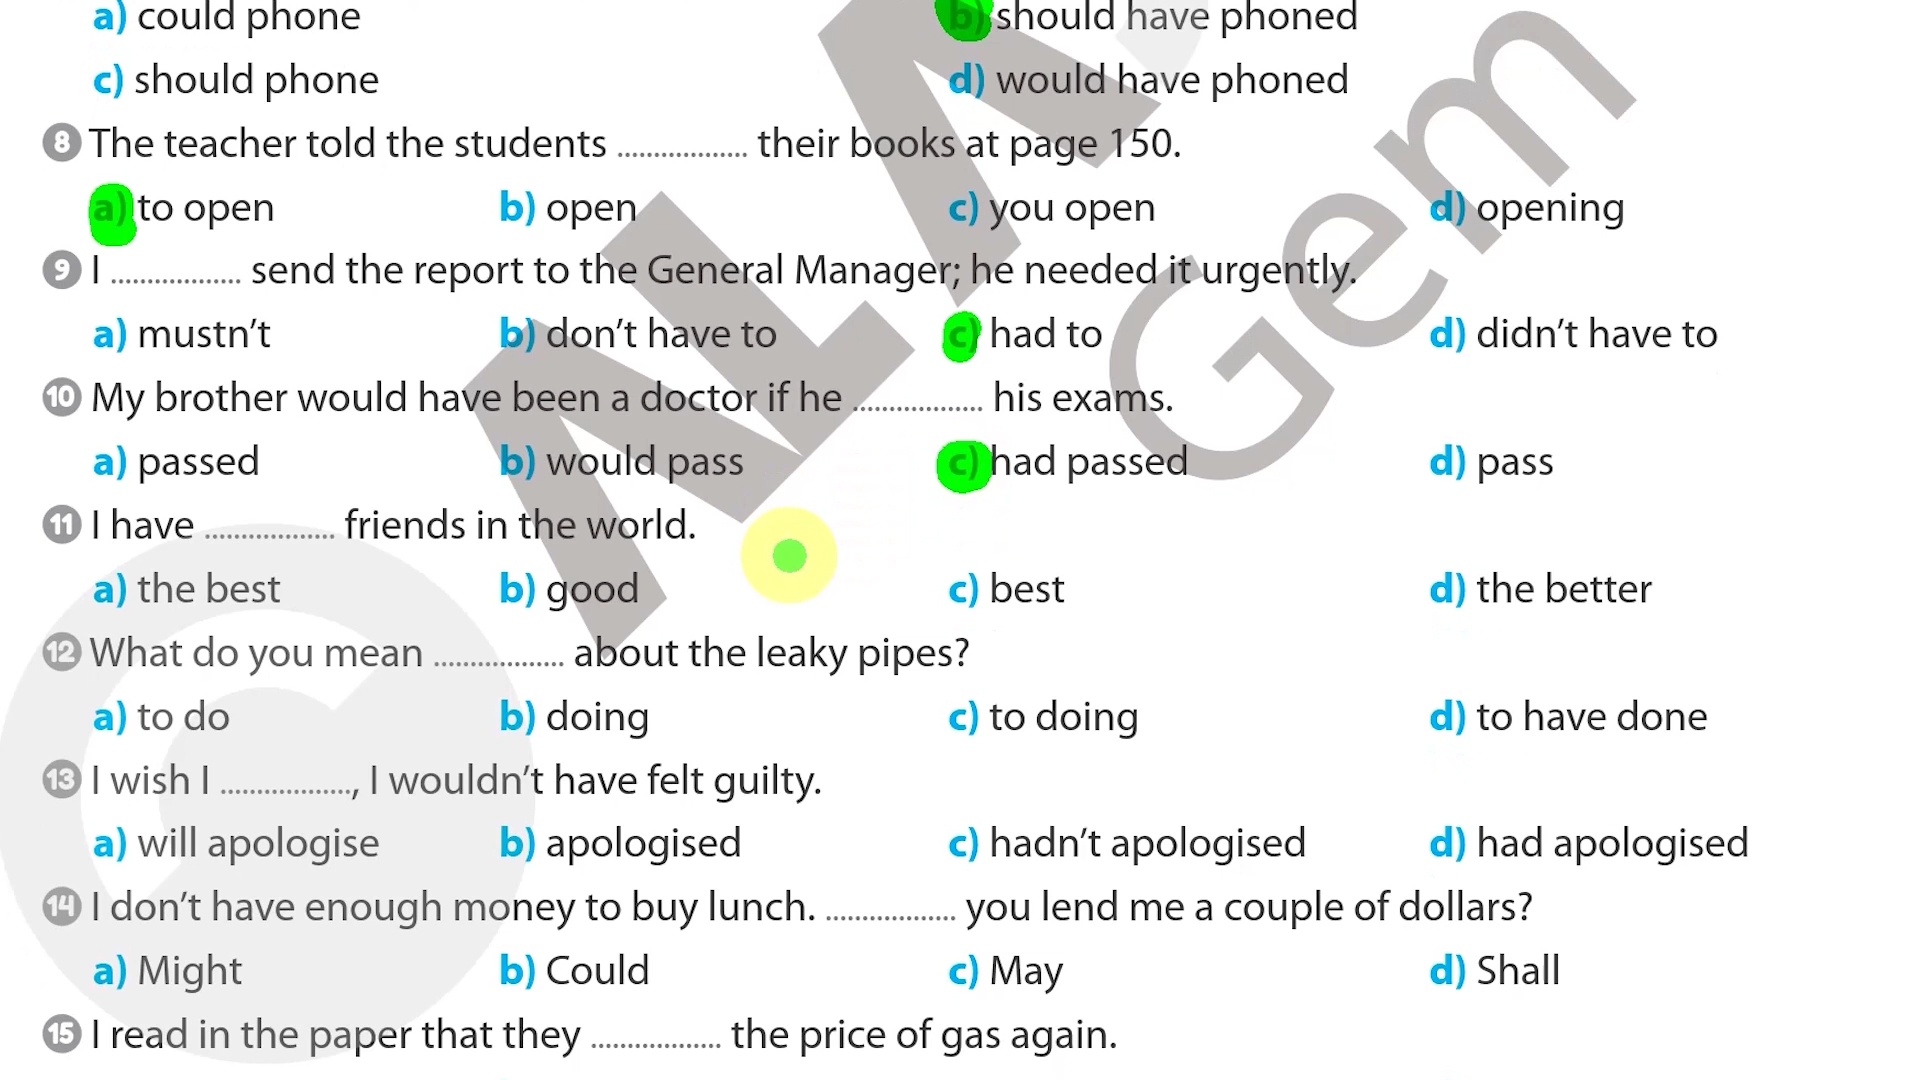 a) could phone b) should have phoned
c) should phone d) would have phoned
8 The teacher told the students .................. their books at page 150.
a) to open b) open c) you open d) opening
9 I .................. send the report to the General Manager; he needed it urgently.
a) mustn't b) don't have to c) had to d) didn't have to
10 My brother would have been a doctor if he .................. his exams.
a) passed b) would pass c) had passed d) pass
11 I have .................. friends in the world.
a) the best b) good c) best d) the better
12 What do you mean .................. about the leaky pipes?
a) to do b) doing c) to doing d) to have done
13 I wish I .................., I wouldn't have felt guilty.
a) will apologise b) apologised c) hadn't apologised d) had apologised
14 I don't have enough money to buy lunch. .................. you lend me a couple of dollars?
a) Might b) Could c) May d) Shall
15 I read in the paper that they .................. the price of gas again.
Gem